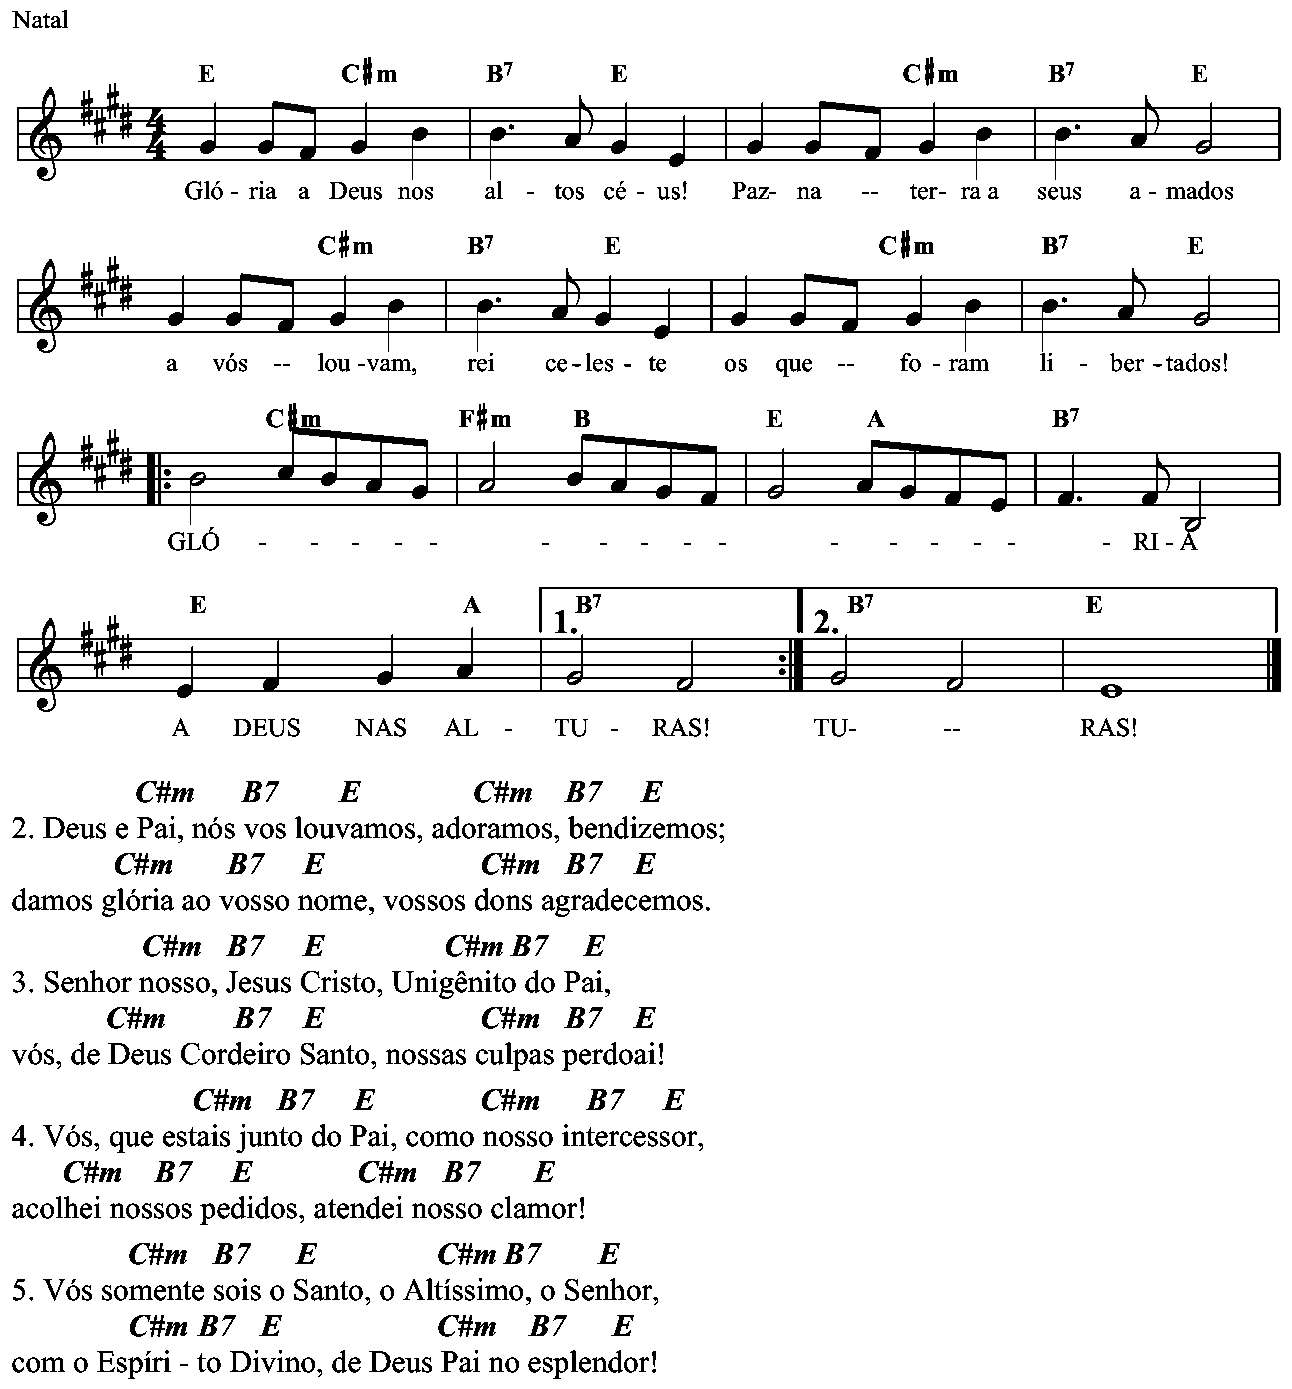 Natal
E C#m B7 E C#m B7 E
4 4
Gló - ria a Deus nos al - tos cé - us! Paz- na -- ter- ra a seus a - mados
C#m B7 E C#m B7 E
a vós -- lou -vam, rei ce - les - te os que -- fo - ram li - ber - tados!
C#m F#m B E A B7
GLÓ - - - - - - - - - - - - - - - RI - A
E A 1. B7 2. B7 E
A DEUS NAS AL - TU - RAS! TU- -- RAS!
C#m B7 E C#m B7 E
2. Deus e Pai, nós vos louvamos, adoramos, bendizemos;
C#m B7 E C#m B7 E
damos glória ao vosso nome, vossos dons agradecemos.
C#m B7 E C#m B7 E
3. Senhor nosso, Jesus Cristo, Unigênito do Pai,
C#m B7 E C#m B7 E
vós, de Deus Cordeiro Santo, nossas culpas perdoai!
C#m B7 E C#m B7 E
4. Vós, que estais junto do Pai, como nosso intercessor,
C#m B7 E C#m B7 E
acolhei nossos pedidos, atendei nosso clamor!
C#m B7 E C#m B7 E
5. Vós somente sois o Santo, o Altíssimo, o Senhor,
C#m B7 E C#m B7 E
com o Espíri - to Divino, de Deus Pai no esplendor!